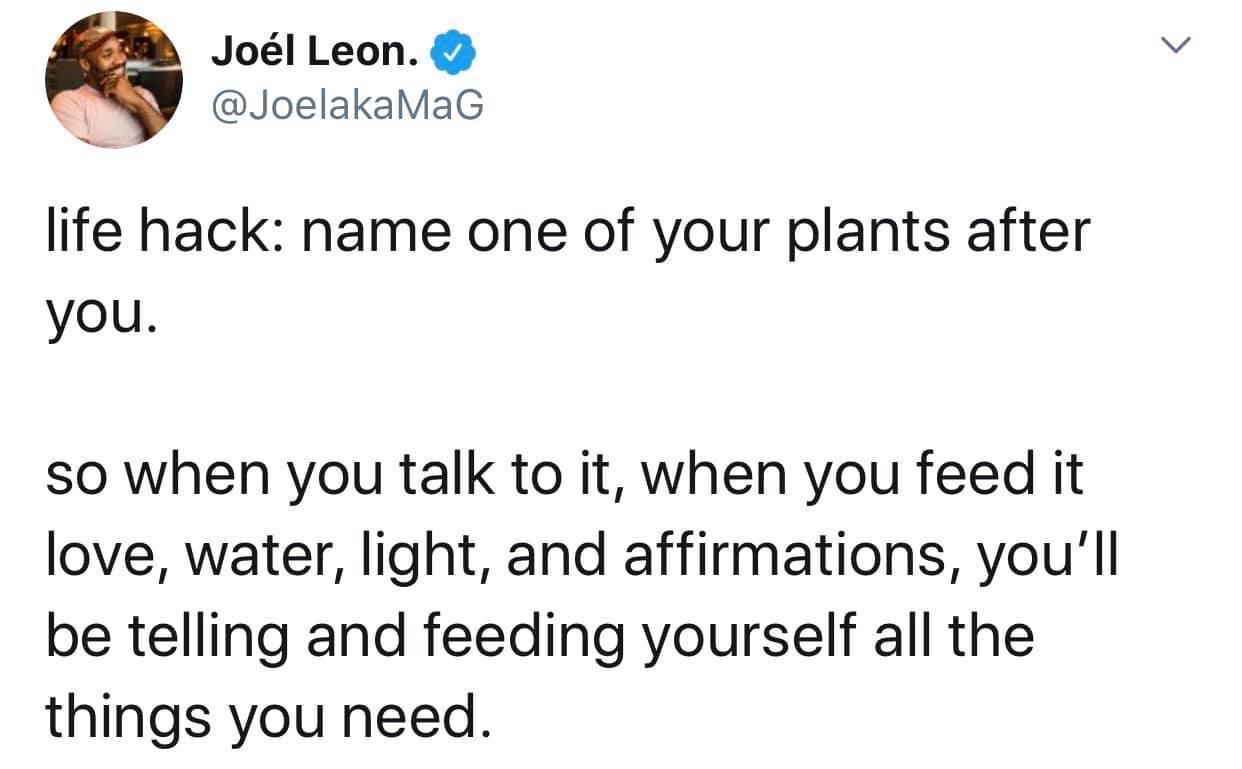 Joél Leon.
@JoelakaMaG
life hack: name one of your plants after
you.
so when you talk to it, when you feed it
love, water, light, and affirmations, you’ll
be telling and feeding yourself all the
things you need.